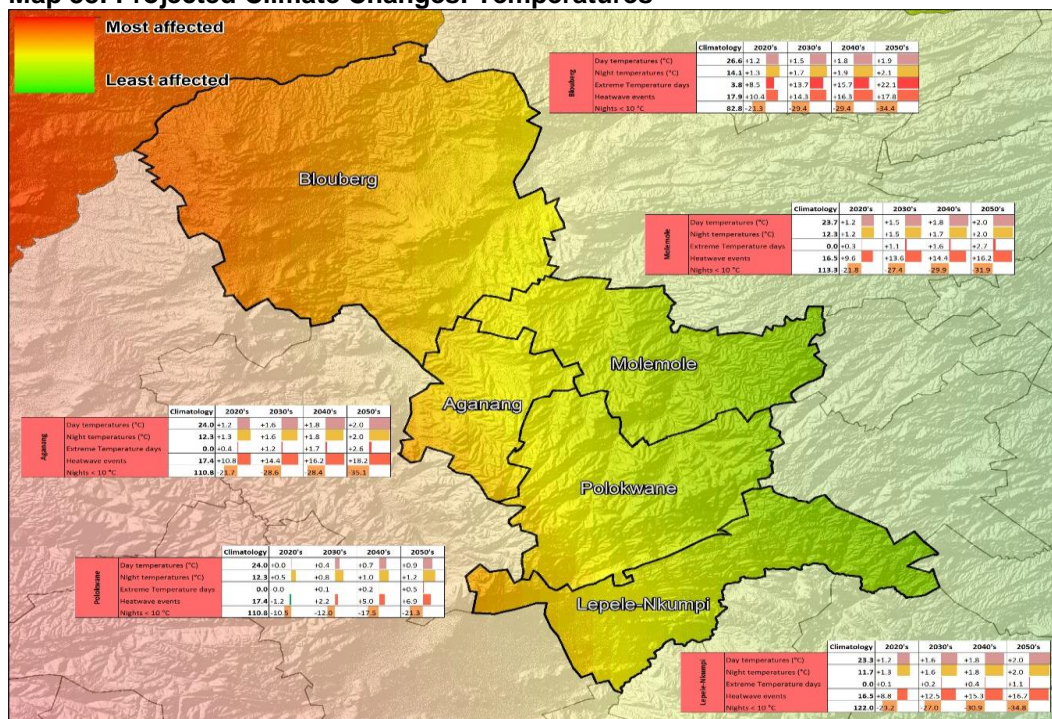 Map 38: Projected Climate Changes: Temperatures
Most affected
Least affected
Climatology 2020's 2030's 2040's 2050's
Blouberg
Day temperatures (°C) 26.6 +1.2 +1.5 +1.8 +1.9
Night temperatures (°C) 14.1 +1.3 +1.7 +1.9 +2.1
Extreme Temperature days 3.8 +8.5 +13.7 +15.7 +22.1
Heatwave events 17.9 +10.4 +14.3 +16.3 +17.8
Nights < 10 °C 82.8 -21.3 -29.4 -29.4 -34.4
Blouberg
Climatology 2020's 2030's 2040's 2050's
Molemole
Day temperatures (°C) 23.7 +1.2 +1.5 +1.8 +2.0
Night temperatures (°C) 12.3 +1.2 +1.5 +1.7 +2.0
Extreme Temperature days 0.0 +0.3 +1.1 +1.6 +2.7
Heatwave events 16.5 +9.6 +13.6 +14.4 +16.2
Nights < 10 °C 113.3 -21.8 -27.4 -29.9 -31.9
Molemole
Aganang
Climatology 2020's 2030's 2040's 2050's
Aganang
Day temperatures (°C) 24.0 +1.2 +1.6 +1.8 +2.0
Night temperatures (°C) 12.3 +1.3 +1.6 +1.8 +2.0
Extreme Temperature days 0.0 +0.4 +1.2 +1.7 +2.6
Heatwave events 17.4 +10.8 +14.4 +16.2 +18.2
Nights < 10 °C 110.8 -21.7 -28.6 -28.4 -35.1
Polokwane
Climatology 2020's 2030's 2040's 2050's
Polokwane
Day temperatures (°C) 24.0 +0.0 +0.4 +0.7 +0.9
Night temperatures (°C) 12.3 +0.5 +0.8 +1.0 +1.2
Extreme Temperature days 0.0 0.0 +0.1 +0.2 +0.5
Heatwave events 17.4 -1.2 +2.2 +5.0 +6.9
Nights < 10 °C 110.8 -10.5 -12.0 -17.5 -21.3
Lepele-Nkumpi
Climatology 2020's 2030's 2040's 2050's
Lepele-Nkumpi
Day temperatures (°C) 23.3 +1.2 +1.6 +1.8 +2.0
Night temperatures (°C) 11.7 +1.3 +1.6 +1.8 +2.0
Extreme Temperature days 0.0 +0.1 +0.2 +0.4 +1.1
Heatwave events 16.5 +8.8 +12.5 +15.3 +16.7
Nights < 10 °C 122.0 -23.2 -27.0 -30.9 -34.8